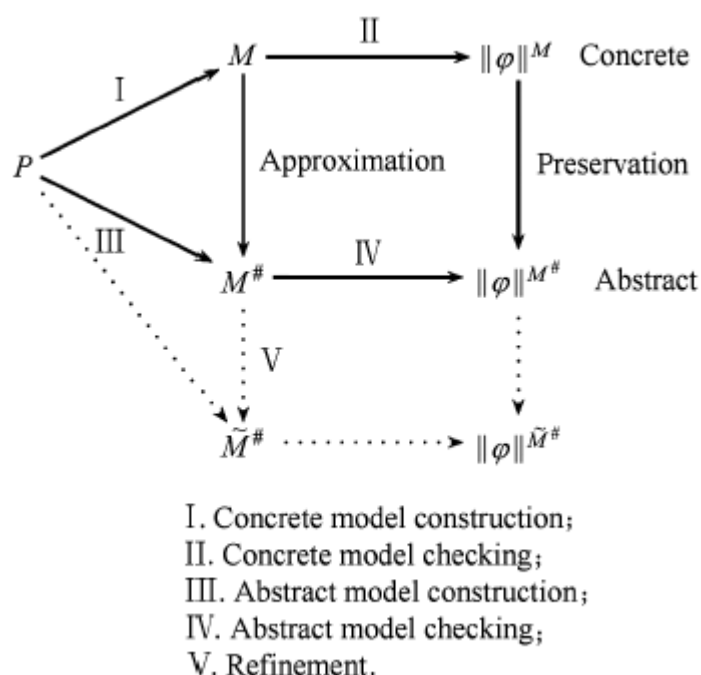 II
M ‖φ‖^M Concrete
I
P Approximation Preservation
III IV
M^# ‖φ‖^{M^#} Abstract
V
M̃^# ‖φ‖^{M̃^#}
I. Concrete model construction;
II. Concrete model checking;
III. Abstract model construction;
IV. Abstract model checking;
V. Refinement.